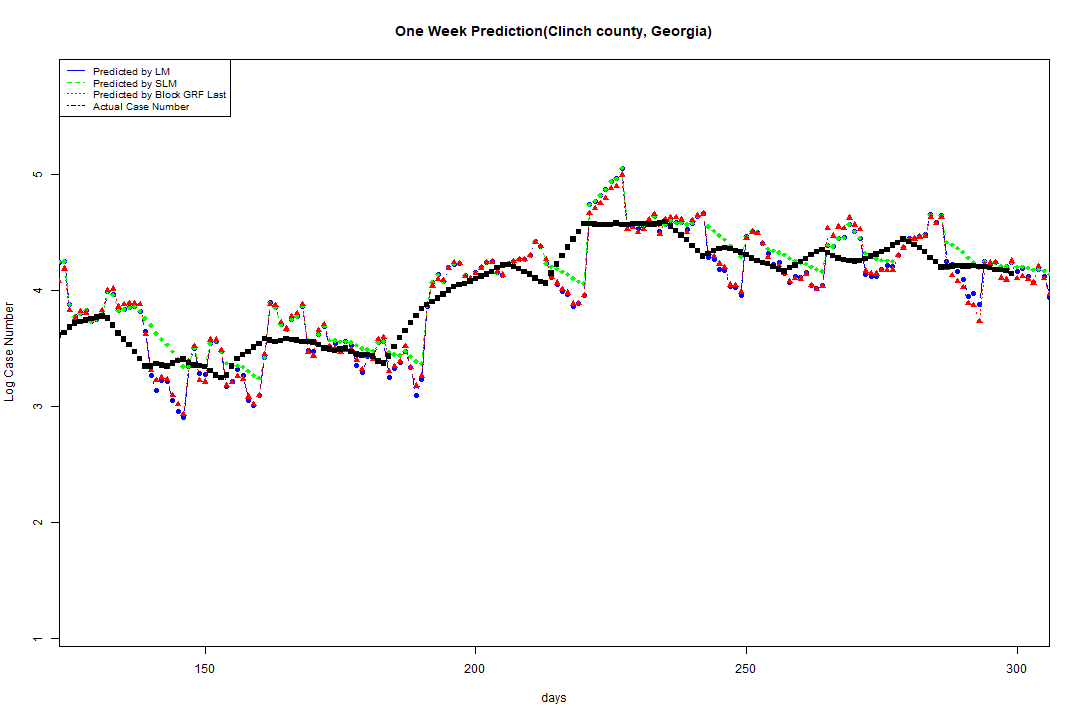 One Week Prediction(Clinch county, Georgia)
Predicted by LM
Predicted by SLM
Predicted by Block GRF Last
Actual Case Number
5
4
3
2
1
Log Case Number
150 200 250 300
days